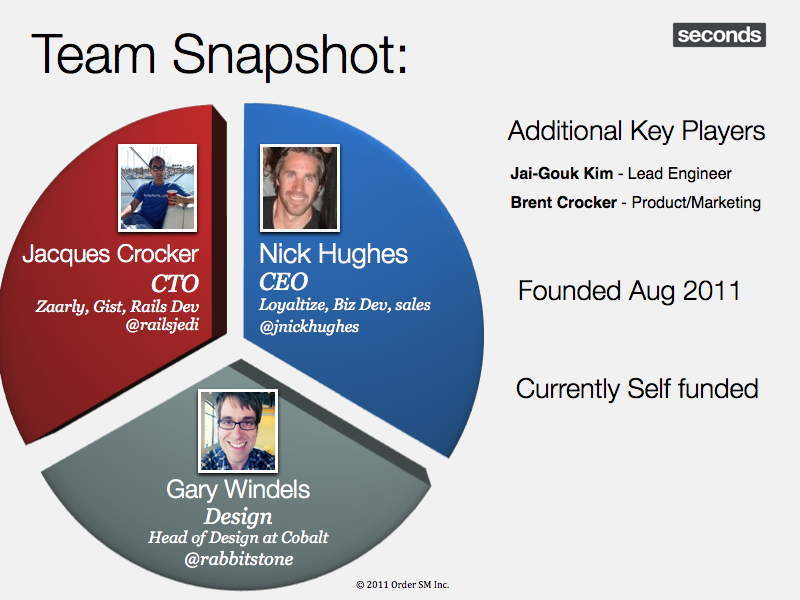 Team Snapshot:
seconds
Jacques Crocker
CTO
Zaarly, Gist, Rails Dev
@railsjedi
Nick Hughes
CEO
Loyaltize, Biz Dev, sales
@jnickhughes
Gary Windels
Design
Head of Design at Cobalt
@rabbitstone
Additional Key Players
Jai-Gouk Kim - Lead Engineer
Brent Crocker - Product/Marketing
Founded Aug 2011
Currently Self funded
© 2011 Order SM Inc.